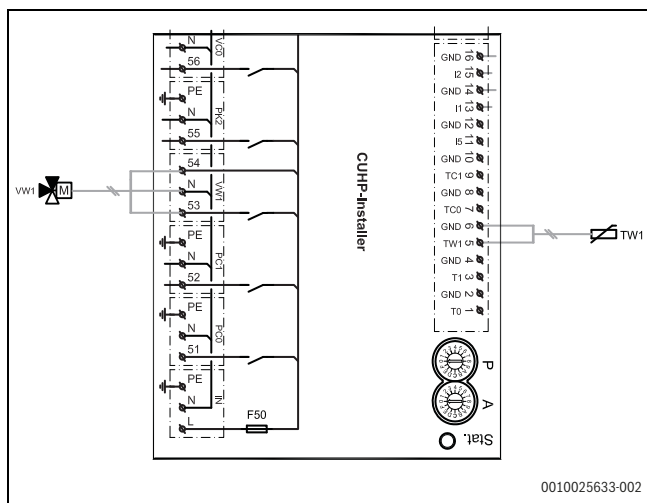 N
56
VC0
PE
N
55
PK2
54
N
53
VW1
VW1
M
PE
N
52
PC1
PE
N
51
PC0
PE
N
L
IN
F50
CUHP-Installer
GND 16
I2 15
GND 14
I1 13
GND 12
I5 11
GND 10
TC1 9
GND 8
TC0 7
GND 6
TW1 5
GND 4
T1 3
GND 2
T0 1
TW1
P
A
Stat.
0010025633-002